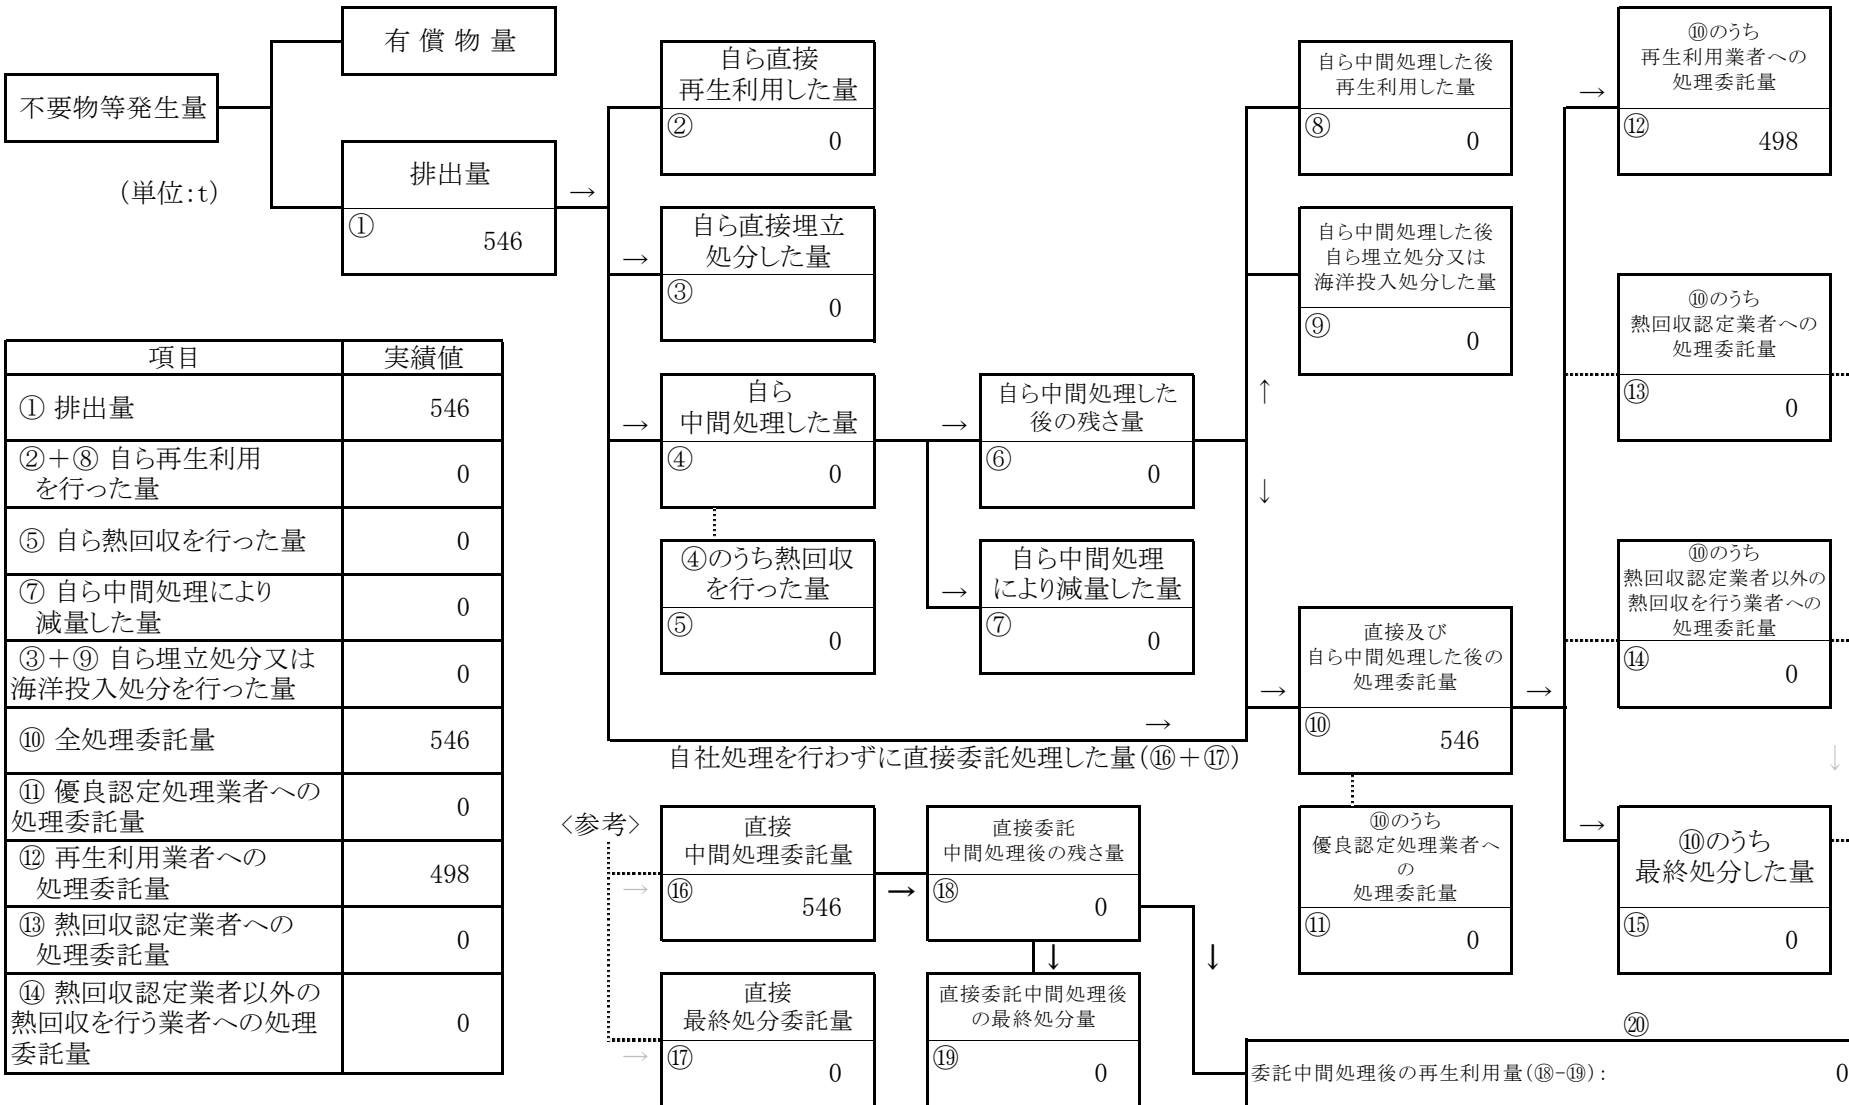 有 償 物 量
不要物等発生量
(単位:t)
排出量
①
546
→
自ら直接
再生利用した量
②
0
→
自ら直接埋立
処分した量
③
0
→
自ら
中間処理した量
④
0
④のうち熱回収
を行った量
⑤
0
→
自ら中間処理した
後の残さ量
⑥
0
→
自ら中間処理
により減量した量
⑦
0
→
自社処理を行わずに直接委託処理した量(⑯+⑰)
自ら中間処理した後
再生利用した量
⑧
0
自ら中間処理した後
自ら埋立処分又は
海洋投入処分した量
⑨
0
↑
↓
→
直接及び
自ら中間処理した後の
処理委託量
⑩
546
→
⑩のうち
優良認定処理業者へ
の
処理委託量
⑪
0
→
⑩のうち
再生利用業者への
処理委託量
⑫
498
⑩のうち
熱回収認定業者への
処理委託量
⑬
0
⑩のうち
熱回収認定業者以外の
熱回収を行う業者への
処理委託量
⑭
0
↓
→
⑩のうち
最終処分した量
⑮
0
項目 実績値
① 排出量 546
②+⑧ 自ら再生利用
を行った量 0
⑤ 自ら熱回収を行った量 0
⑦ 自ら中間処理により
減量した量 0
③+⑨ 自ら埋立処分又は
海洋投入処分を行った量 0
⑩ 全処理委託量 546
⑪ 優良認定処理業者への
処理委託量 0
⑫ 再生利用業者への
処理委託量 498
⑬ 熱回収認定業者への
処理委託量 0
⑭ 熱回収認定業者以外の
熱回収を行う業者への処理
委託量 0
<参考>
→
直接
中間処理委託量
⑯
546
→
直接委託
中間処理後の残さ量
⑱
0
↓
↓
→
直接
最終処分委託量
⑰
0
直接委託中間処理後
の最終処分量
⑲
0
⑳
委託中間処理後の再生利用量(⑱-⑲): 0